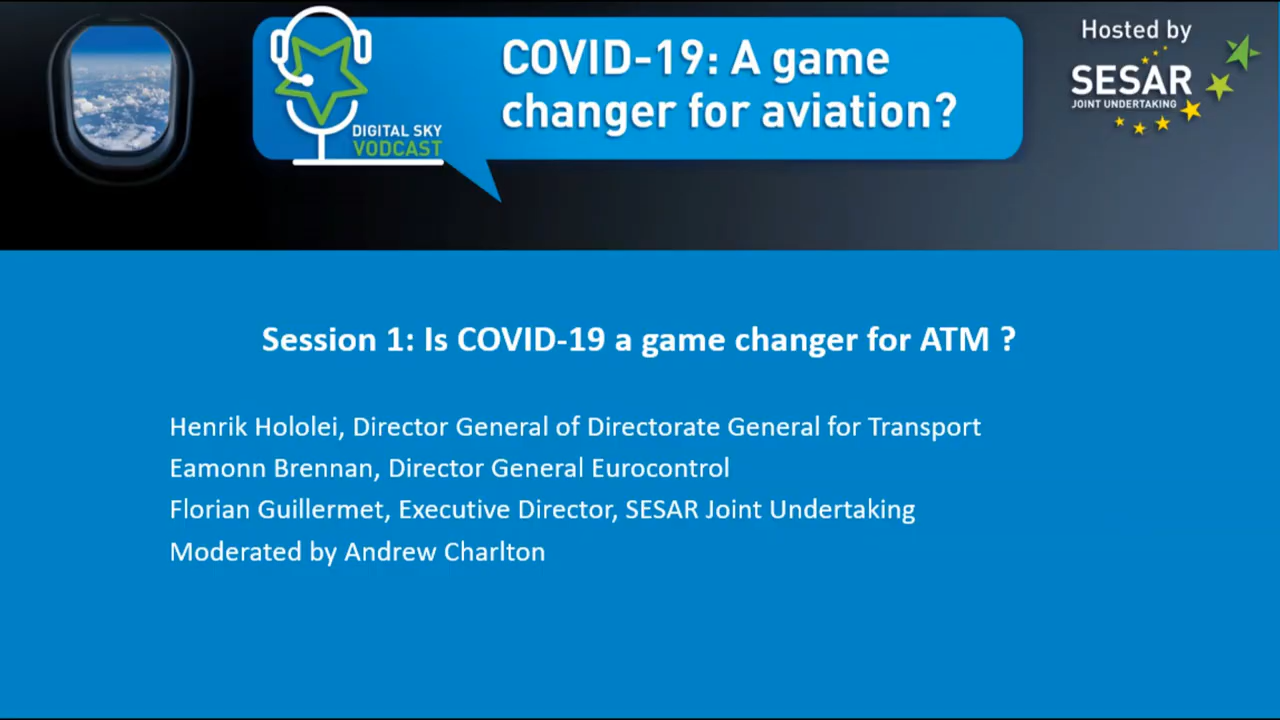 COVID-19: A game
changer for aviation?
DIGITAL SKY
VODCAST
Hosted by
SESAR
JOINT UNDERTAKING
Session 1: Is COVID-19 a game changer for ATM ?
Henrik Hololei, Director General of Directorate General for Transport
Eamonn Brennan, Director General Eurocontrol
Florian Guillermet, Executive Director, SESAR Joint Undertaking
Moderated by Andrew Charlton